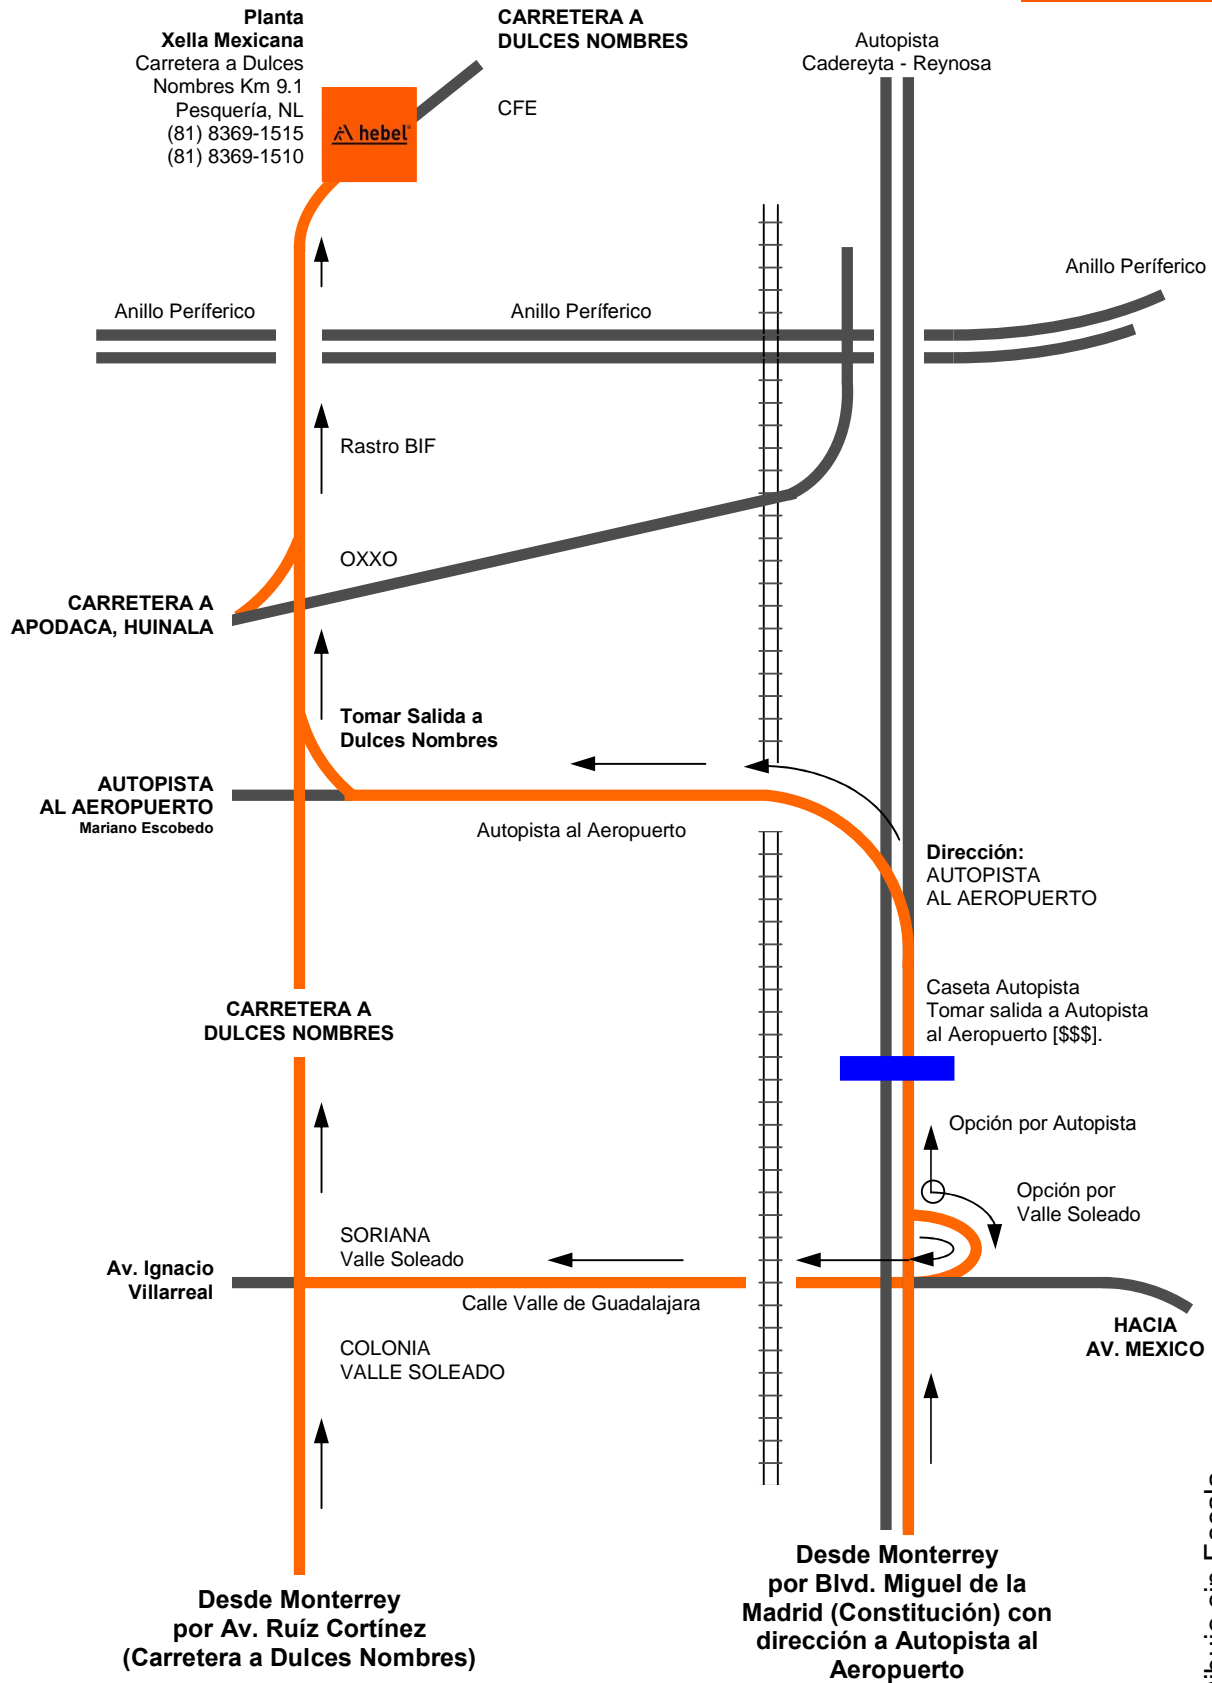 Planta
Xella Mexicana
Carretera a Dulces
Nombres Km 9.1
Pesquería, NL
(81) 8369-1515
(81) 8369-1510
hebel®
CARRETERA A
DULCES NOMBRES
CFE
Autopista
Cadereyta - Reynosa
Anillo Períferico
Anillo Períferico
Anillo Períferico
Rastro BIF
OXXO
CARRETERA A
APODACA, HUINALA
Tomar Salida a
Dulces Nombres
AUTOPISTA
AL AEROPUERTO
Mariano Escobedo
Autopista al Aeropuerto
Dirección:
AUTOPISTA
AL AEROPUERTO
Caseta Autopista
Tomar salida a Autopista
al Aeropuerto [$$$].
CARRETERA A
DULCES NOMBRES
Opción por Autopista
Opción por
Valle Soleado
SORIANA
Valle Soleado
Av. Ignacio
Villarreal
Calle Valle de Guadalajara
HACIA
AV. MEXICO
COLONIA
VALLE SOLEADO
Desde Monterrey
por Av. Ruíz Cortínez
(Carretera a Dulces Nombres)
Desde Monterrey
por Blvd. Miguel de la
Madrid (Constitución) con
dirección a Autopista al
Aeropuerto
sin